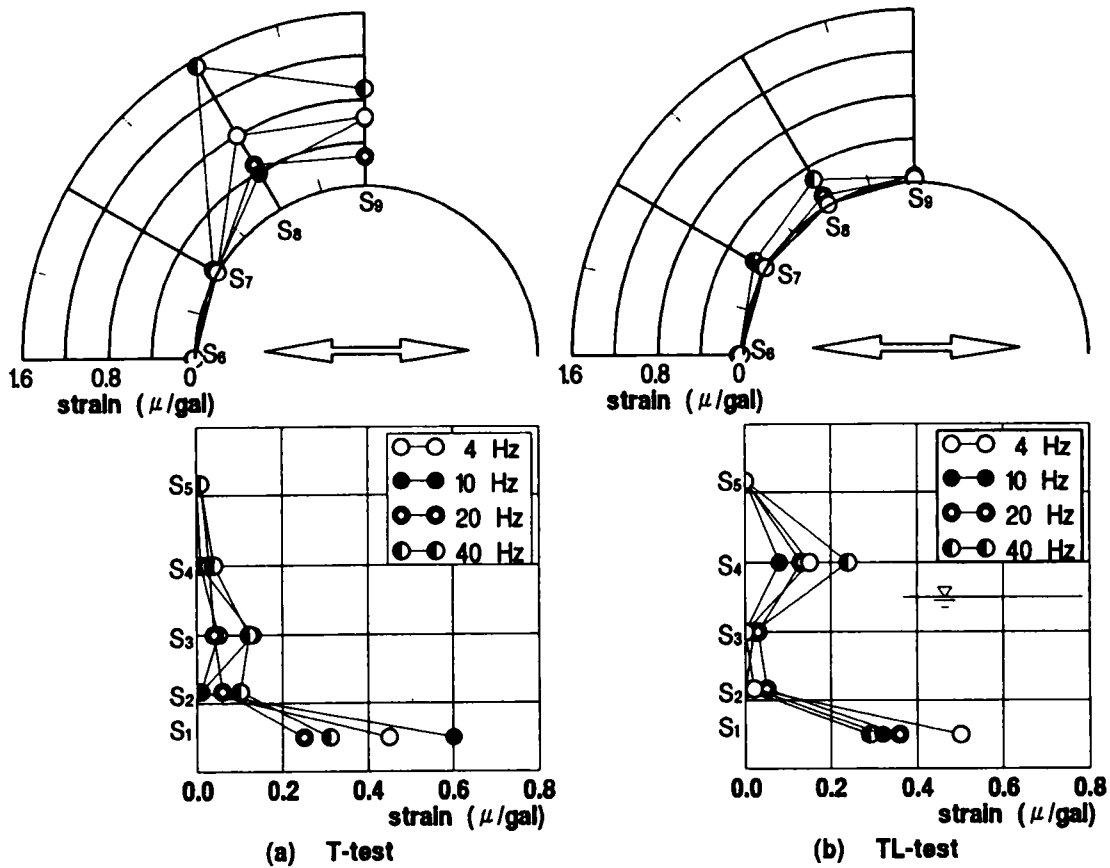 S9
S8
S7
S6
1.6 0.8 0
strain (μ/gal)
S9
S8
S7
S6
1.6 0.8 0
strain (μ/gal)
4 Hz
10 Hz
20 Hz
40 Hz
S5
S4
S3
S2
S1
0.0 0.2 0.4 0.6 0.8
strain (μ/gal)
(a) T-test
4 Hz
10 Hz
20 Hz
40 Hz
S5
S4
S3
S2
S1
0.0 0.2 0.4 0.6 0.8
strain (μ/gal)
(b) TL-test